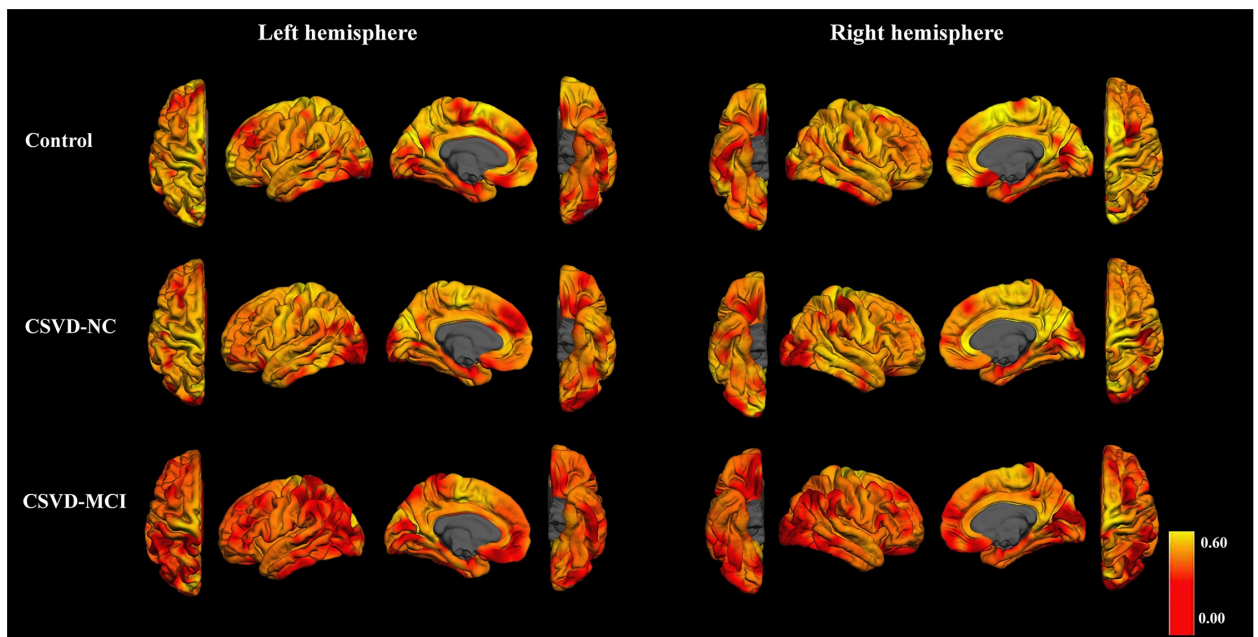 Left hemisphere
Right hemisphere
Control
CSVD-NC
CSVD-MCI
0.60
0.00